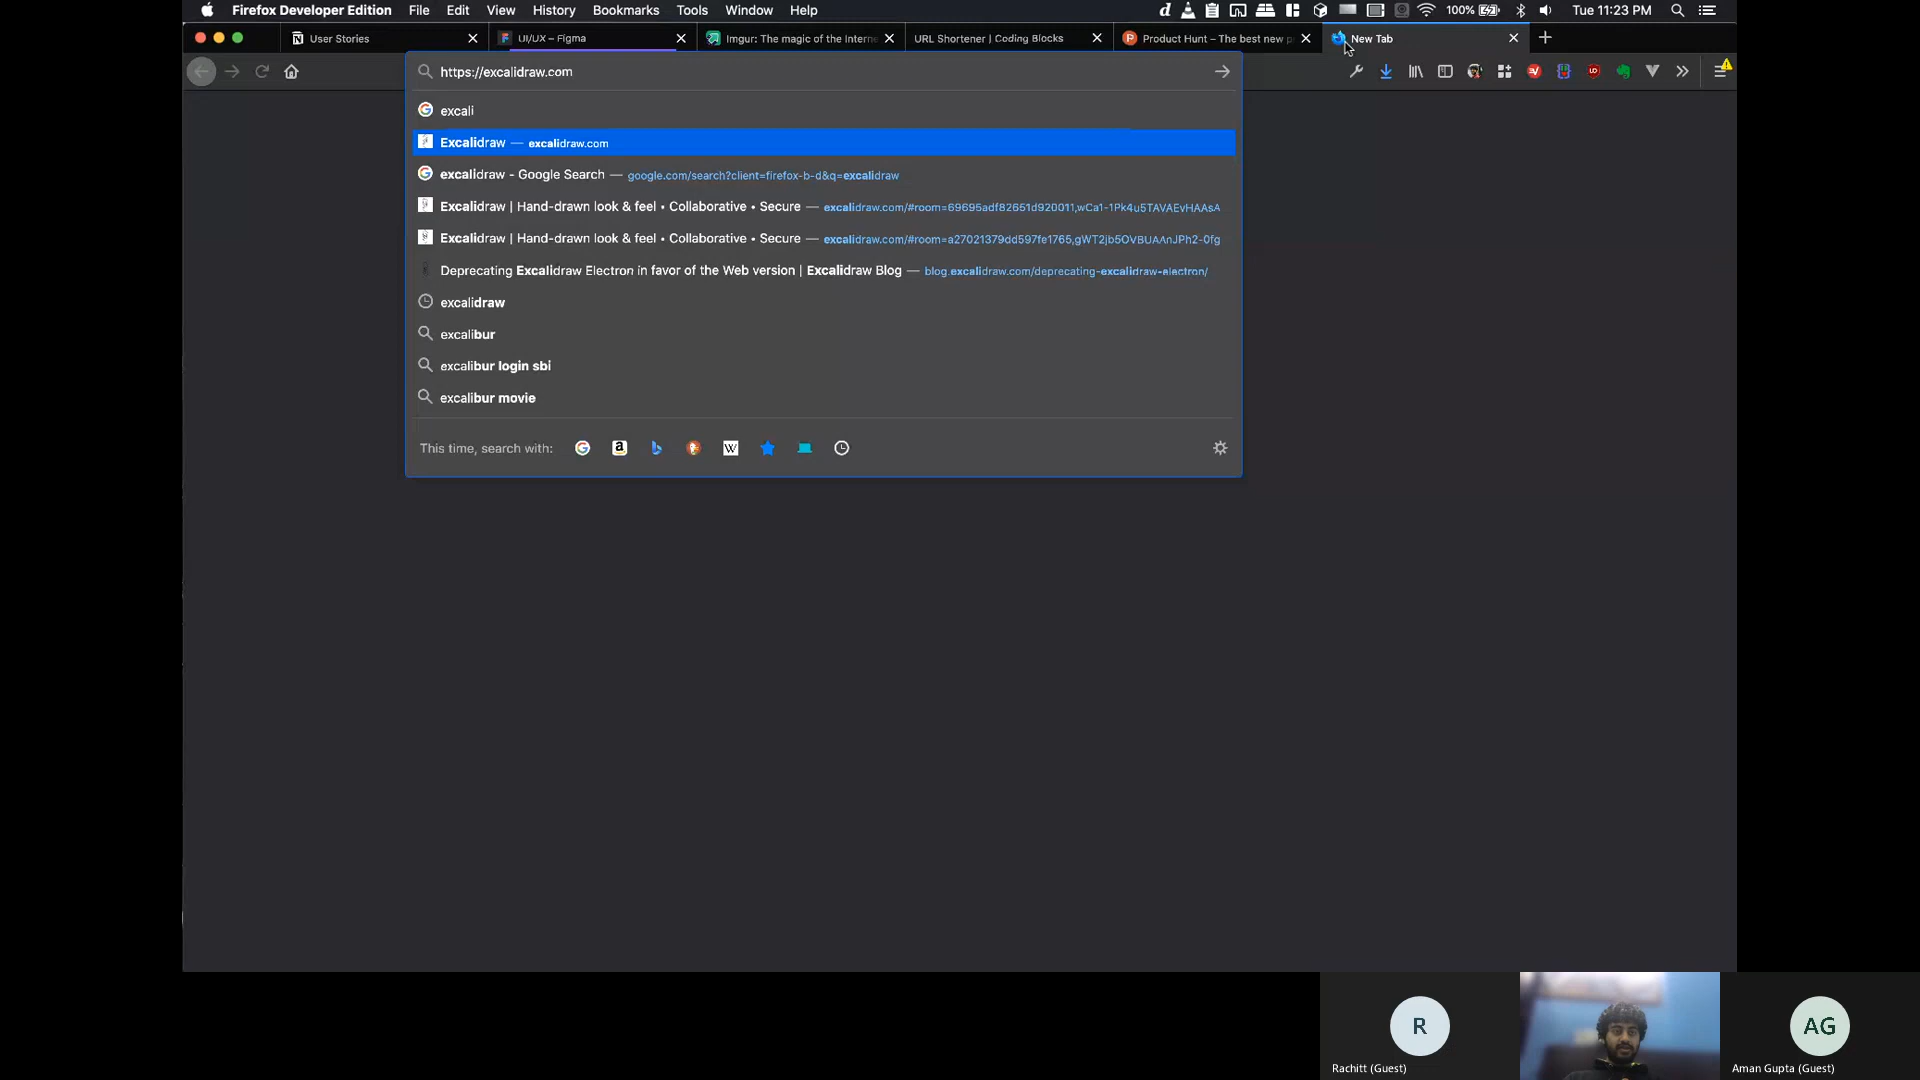 Firefox Developer Edition File Edit View History Bookmarks Tools Window Help 100% Tue 11:23 PM
User Stories UI/UX – Figma Imgur: The magic of the Interne URL Shortener | Coding Blocks Product Hunt – The best new p New Tab
https://excalidraw.com
excali
Excalidraw — excalidraw.com
excalidraw - Google Search — google.com/search?client=firefox-b-d&q=excalidraw
Excalidraw | Hand-drawn look & feel • Collaborative • Secure — excalidraw.com/#room=69695adf82651d920011,wCa1-1Pk4u5TAVAEvHAAsA
Excalidraw | Hand-drawn look & feel • Collaborative • Secure — excalidraw.com/#room=a27021379dd597fe1765,gWT2jb5OVBUAAnJPh2-0fg
Deprecating Excalidraw Electron in favor of the Web version | Excalidraw Blog — blog.excalidraw.com/deprecating-excalidraw-electron/
excalidraw
excalibur
excalibur login sbi
excalibur movie
This time, search with:
R
AG
Rachitt (Guest)
Aman Gupta (Guest)